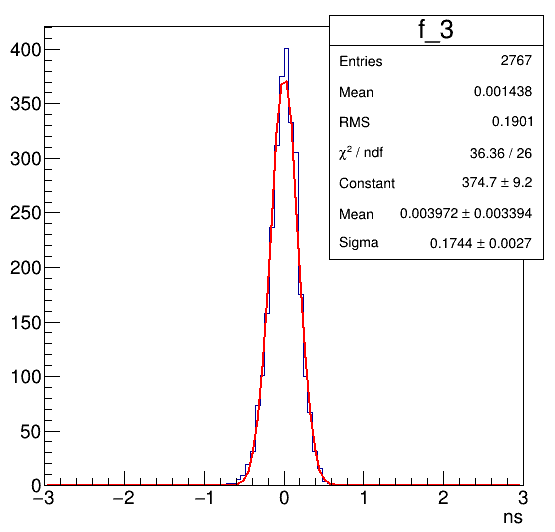 f_3
Entries 2767
Mean 0.001438
RMS 0.1901
χ² / ndf 36.36 / 26
Constant 374.7 ± 9.2
Mean 0.003972 ± 0.003394
Sigma 0.1744 ± 0.0027
400
350
300
250
200
150
100
50
0
−3 −2 −1 0 1 2 3
ns